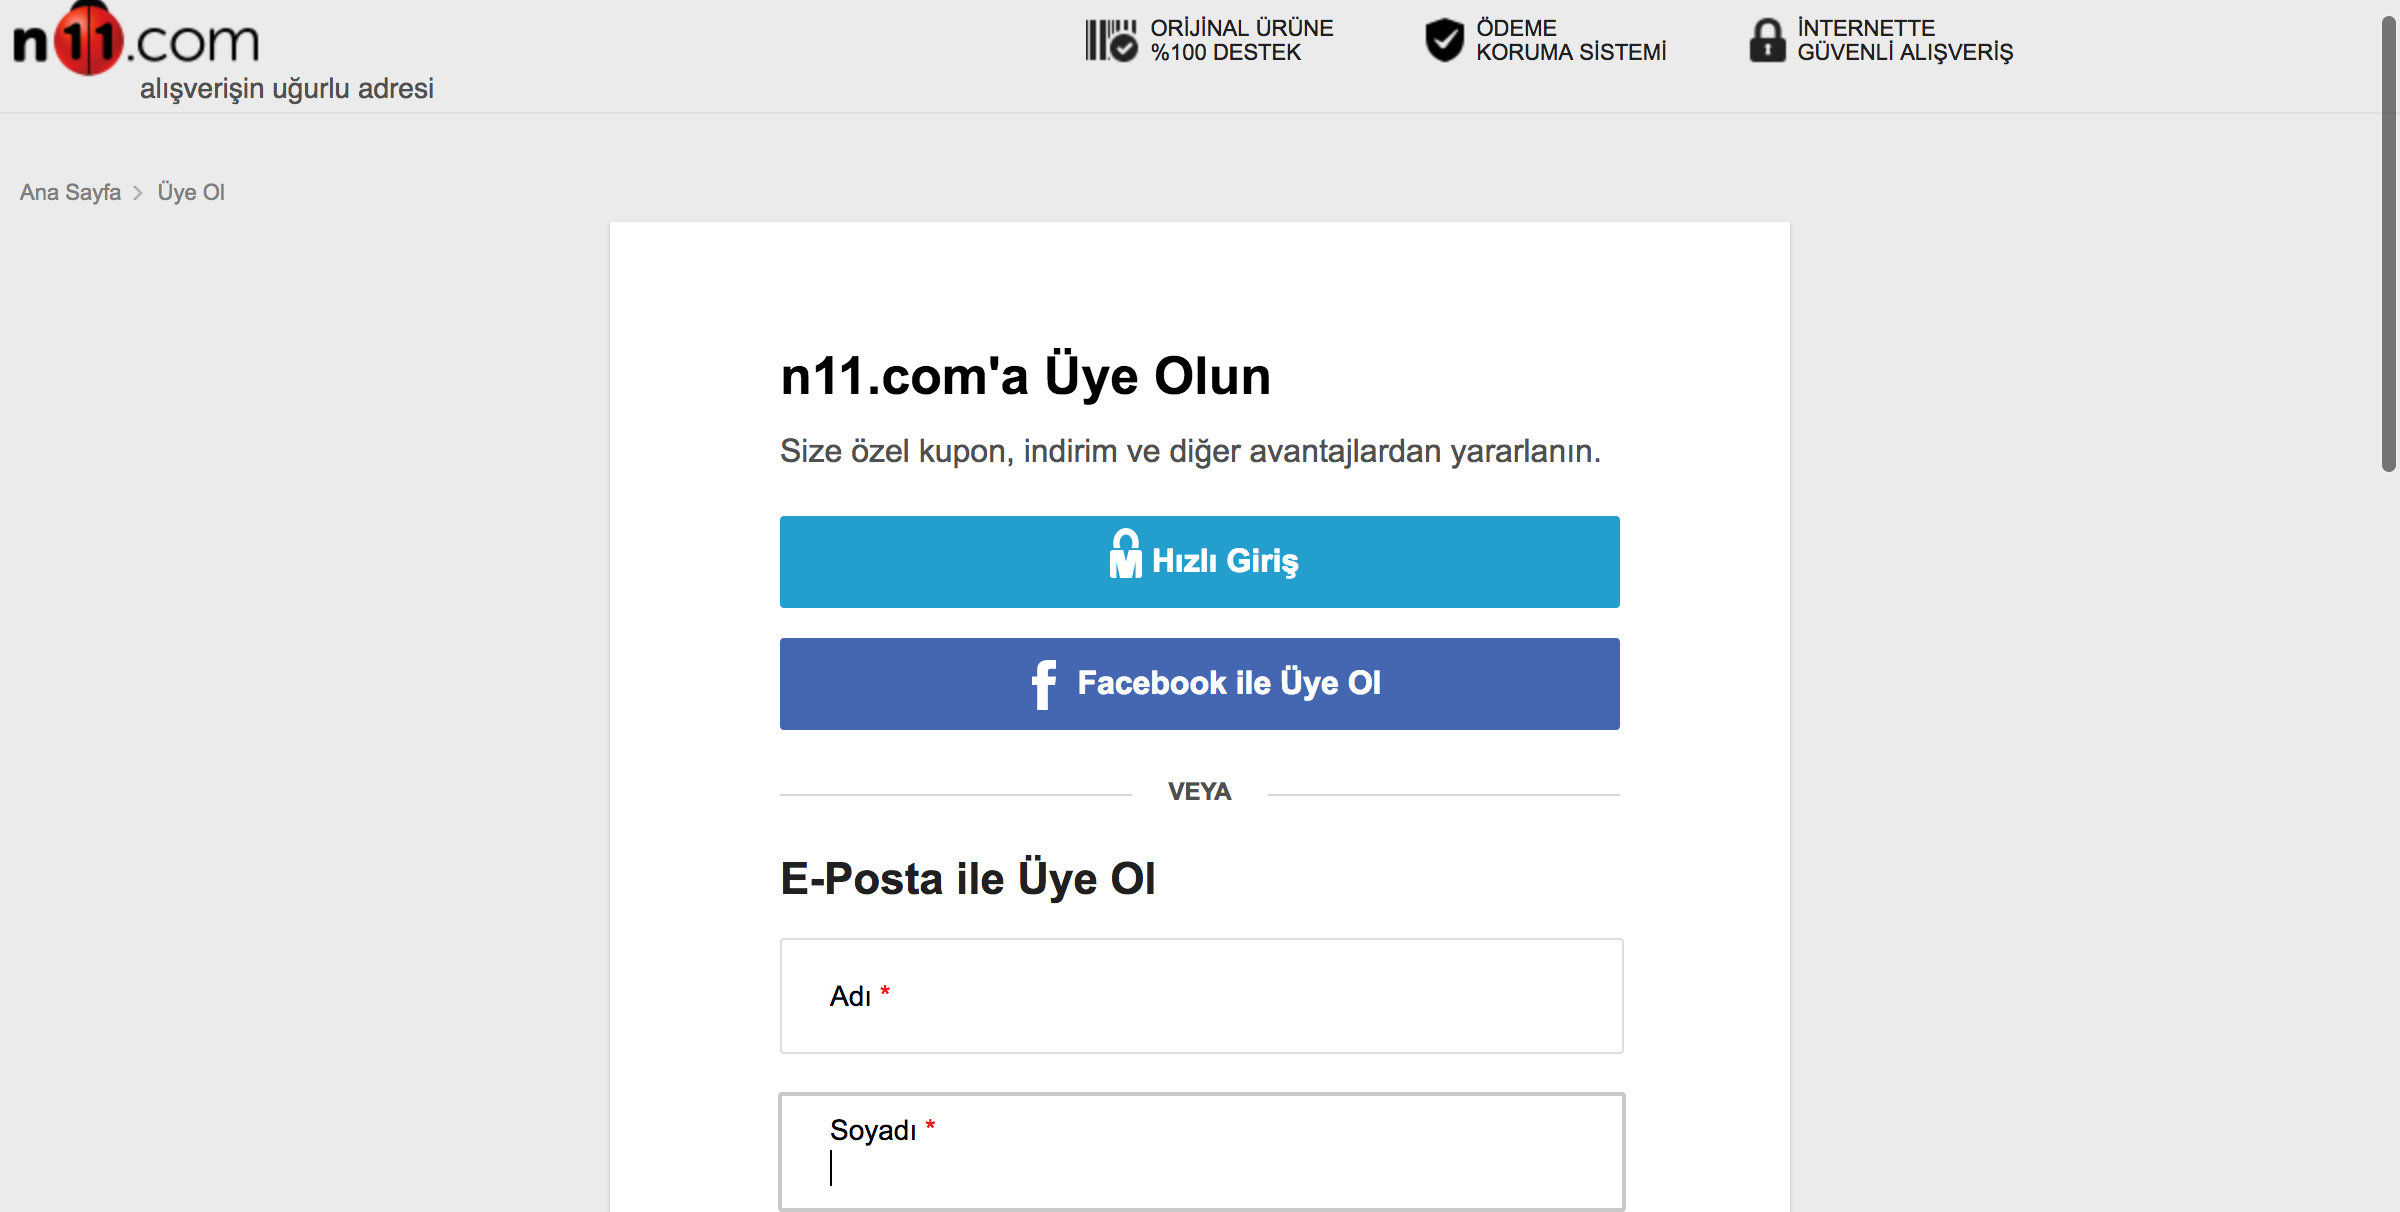 n11.com
alışverişin uğurlu adresi
ORİJİNAL ÜRÜNE
%100 DESTEK
ÖDEME
KORUMA SİSTEMİ
İNTERNETTE
GÜVENLİ ALIŞVERİŞ
Ana Sayfa > Üye Ol
n11.com'a Üye Olun
Size özel kupon, indirim ve diğer avantajlardan yararlanın.
Hızlı Giriş
Facebook ile Üye Ol
VEYA
E-Posta ile Üye Ol
Adı *
Soyadı *